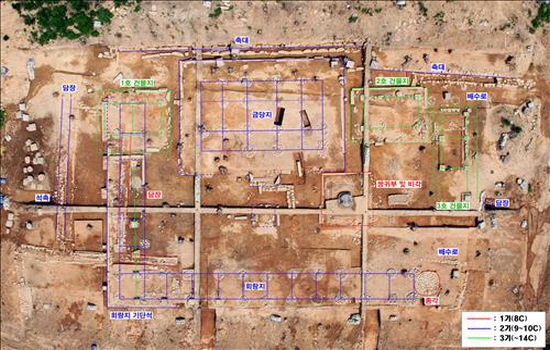 축대
축대
1호 건물지
2호 건물지
담장
금당지
배수로
담장
쌍귀부 및 비각
석축
3호 건물지
담장
배수로
회랑지
종각
회랑지 기단석
: 1기(8C)
: 2기(9~10C)
: 3기(~14C)